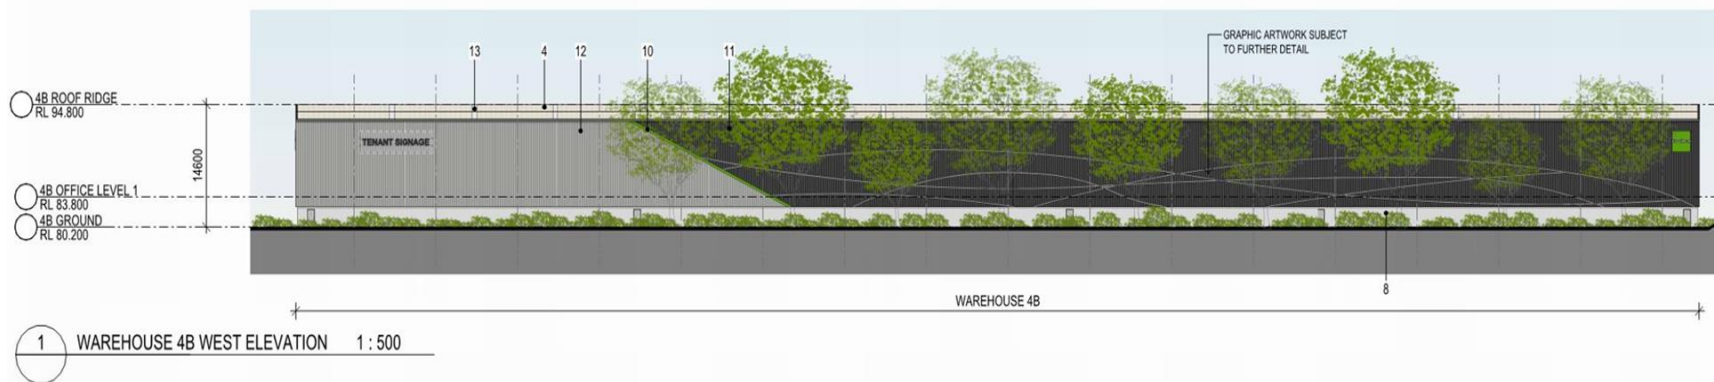 13 4 12 10 11
GRAPHIC ARTWORK SUBJECT
TO FURTHER DETAIL
4B ROOF RIDGE
RL 94.800
TENANT SIGNAGE
14600
4B OFFICE LEVEL 1
RL 83.800
4B GROUND
RL 80.200
8
WAREHOUSE 4B
1 WAREHOUSE 4B WEST ELEVATION 1 : 500